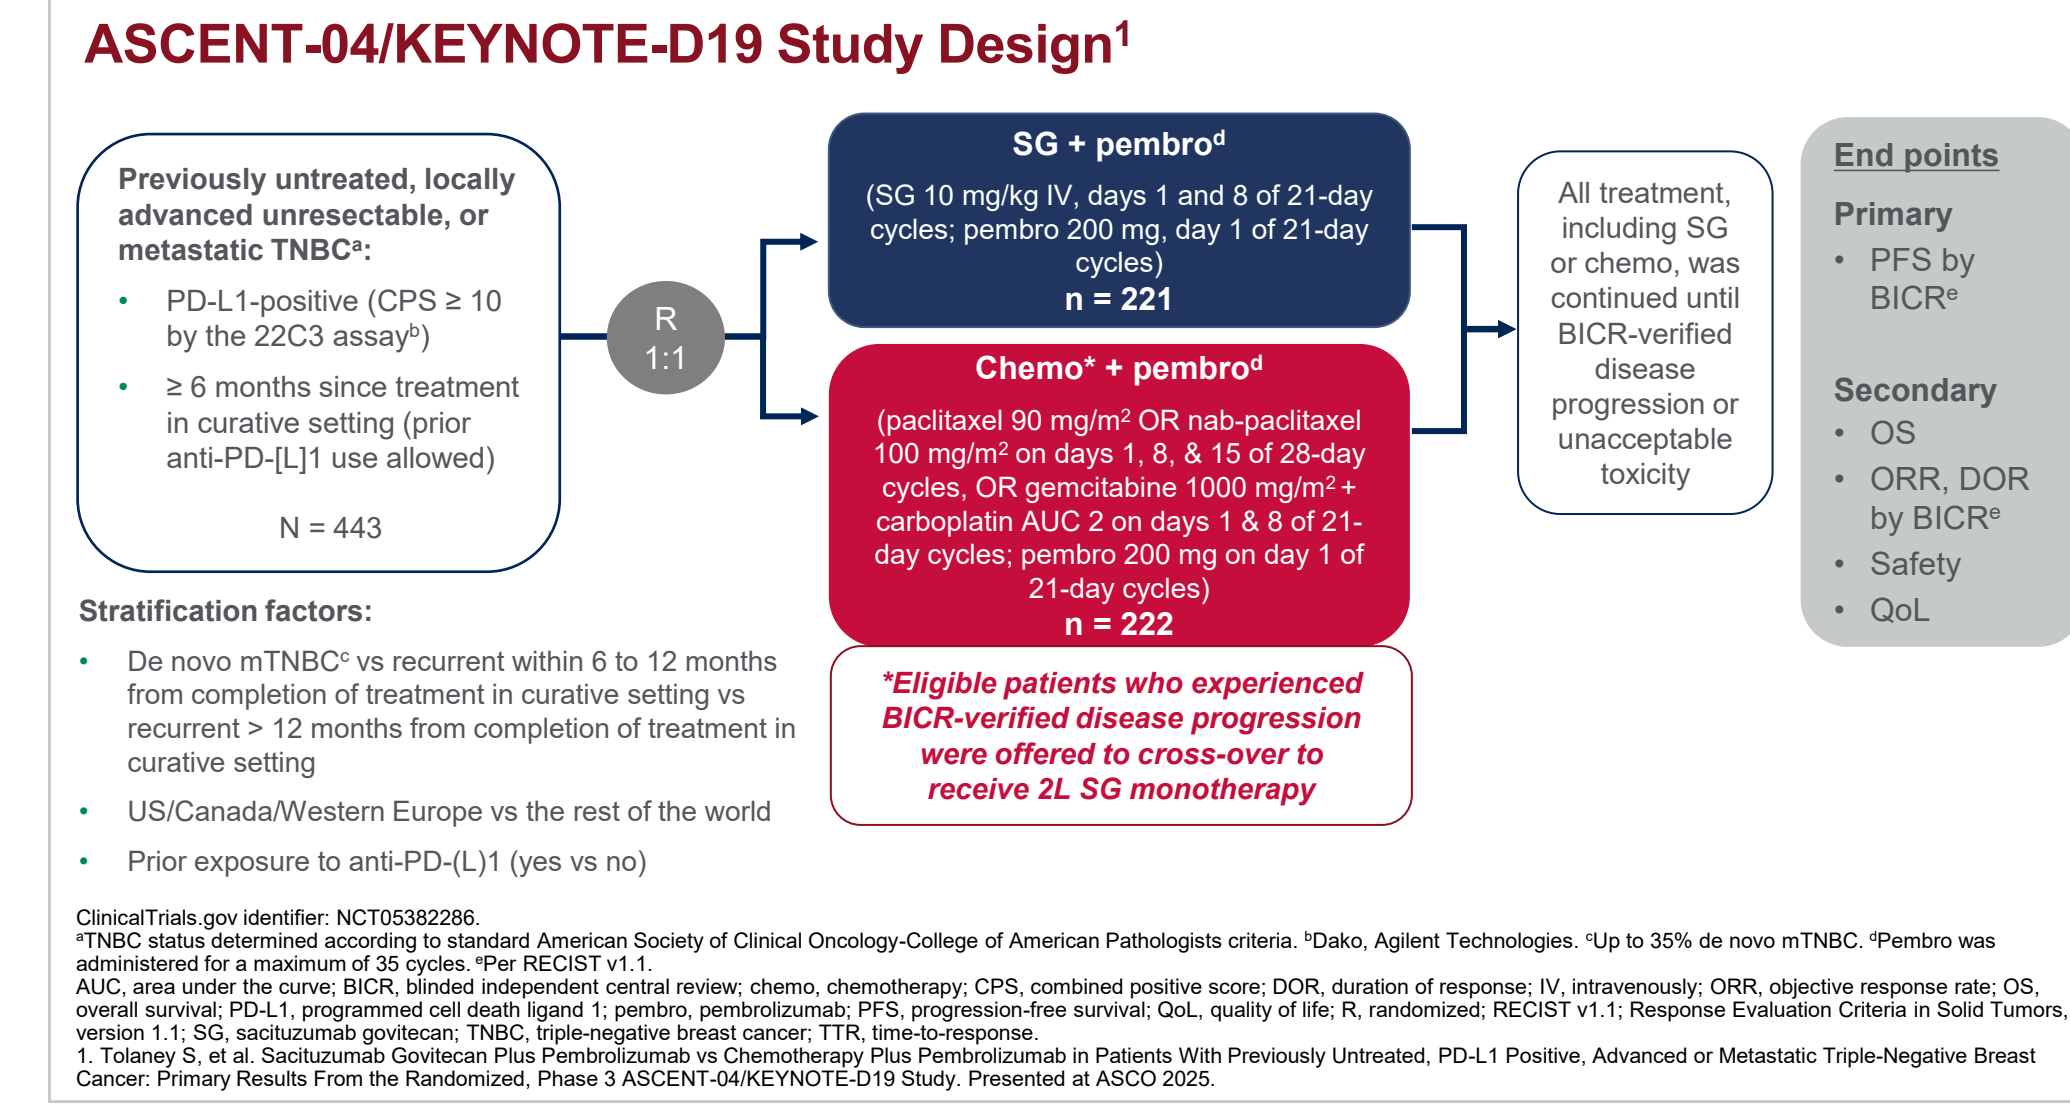 ASCENT-04/KEYNOTE-D19 Study Design¹
Previously untreated, locally
advanced unresectable, or
metastatic TNBCᵃ:
• PD-L1-positive (CPS ≥ 10
by the 22C3 assayᵇ)
• ≥ 6 months since treatment
in curative setting (prior
anti-PD-[L]1 use allowed)
N = 443
R
1:1
SG + pembroᵈ
(SG 10 mg/kg IV, days 1 and 8 of 21-day
cycles; pembro 200 mg, day 1 of 21-day
cycles)
n = 221
Chemo* + pembroᵈ
(paclitaxel 90 mg/m² OR nab-paclitaxel
100 mg/m² on days 1, 8, & 15 of 28-day
cycles, OR gemcitabine 1000 mg/m² +
carboplatin AUC 2 on days 1 & 8 of 21-
day cycles; pembro 200 mg on day 1 of
21-day cycles)
n = 222
*Eligible patients who experienced
BICR-verified disease progression
were offered to cross-over to
receive 2L SG monotherapy
All treatment,
including SG
or chemo, was
continued until
BICR-verified
disease
progression or
unacceptable
toxicity
End points
Primary
• PFS by
BICRᵉ
Secondary
• OS
• ORR, DOR
by BICRᵉ
• Safety
• QoL
Stratification factors:
• De novo mTNBCᶜ vs recurrent within 6 to 12 months
from completion of treatment in curative setting vs
recurrent > 12 months from completion of treatment in
curative setting
• US/Canada/Western Europe vs the rest of the world
• Prior exposure to anti-PD-(L)1 (yes vs no)
ClinicalTrials.gov identifier: NCT05382286.
ᵃTNBC status determined according to standard American Society of Clinical Oncology-College of American Pathologists criteria. ᵇDako, Agilent Technologies. ᶜUp to 35% de novo mTNBC. ᵈPembro was
administered for a maximum of 35 cycles. ᵉPer RECIST v1.1.
AUC, area under the curve; BICR, blinded independent central review; chemo, chemotherapy; CPS, combined positive score; DOR, duration of response; IV, intravenously; ORR, objective response rate; OS,
overall survival; PD-L1, programmed cell death ligand 1; pembro, pembrolizumab; PFS, progression-free survival; QoL, quality of life; R, randomized; RECIST v1.1; Response Evaluation Criteria in Solid Tumors,
version 1.1; SG, sacituzumab govitecan; TNBC, triple-negative breast cancer; TTR, time-to-response.
1. Tolaney S, et al. Sacituzumab Govitecan Plus Pembrolizumab vs Chemotherapy Plus Pembrolizumab in Patients With Previously Untreated, PD-L1 Positive, Advanced or Metastatic Triple-Negative Breast
Cancer: Primary Results From the Randomized, Phase 3 ASCENT-04/KEYNOTE-D19 Study. Presented at ASCO 2025.